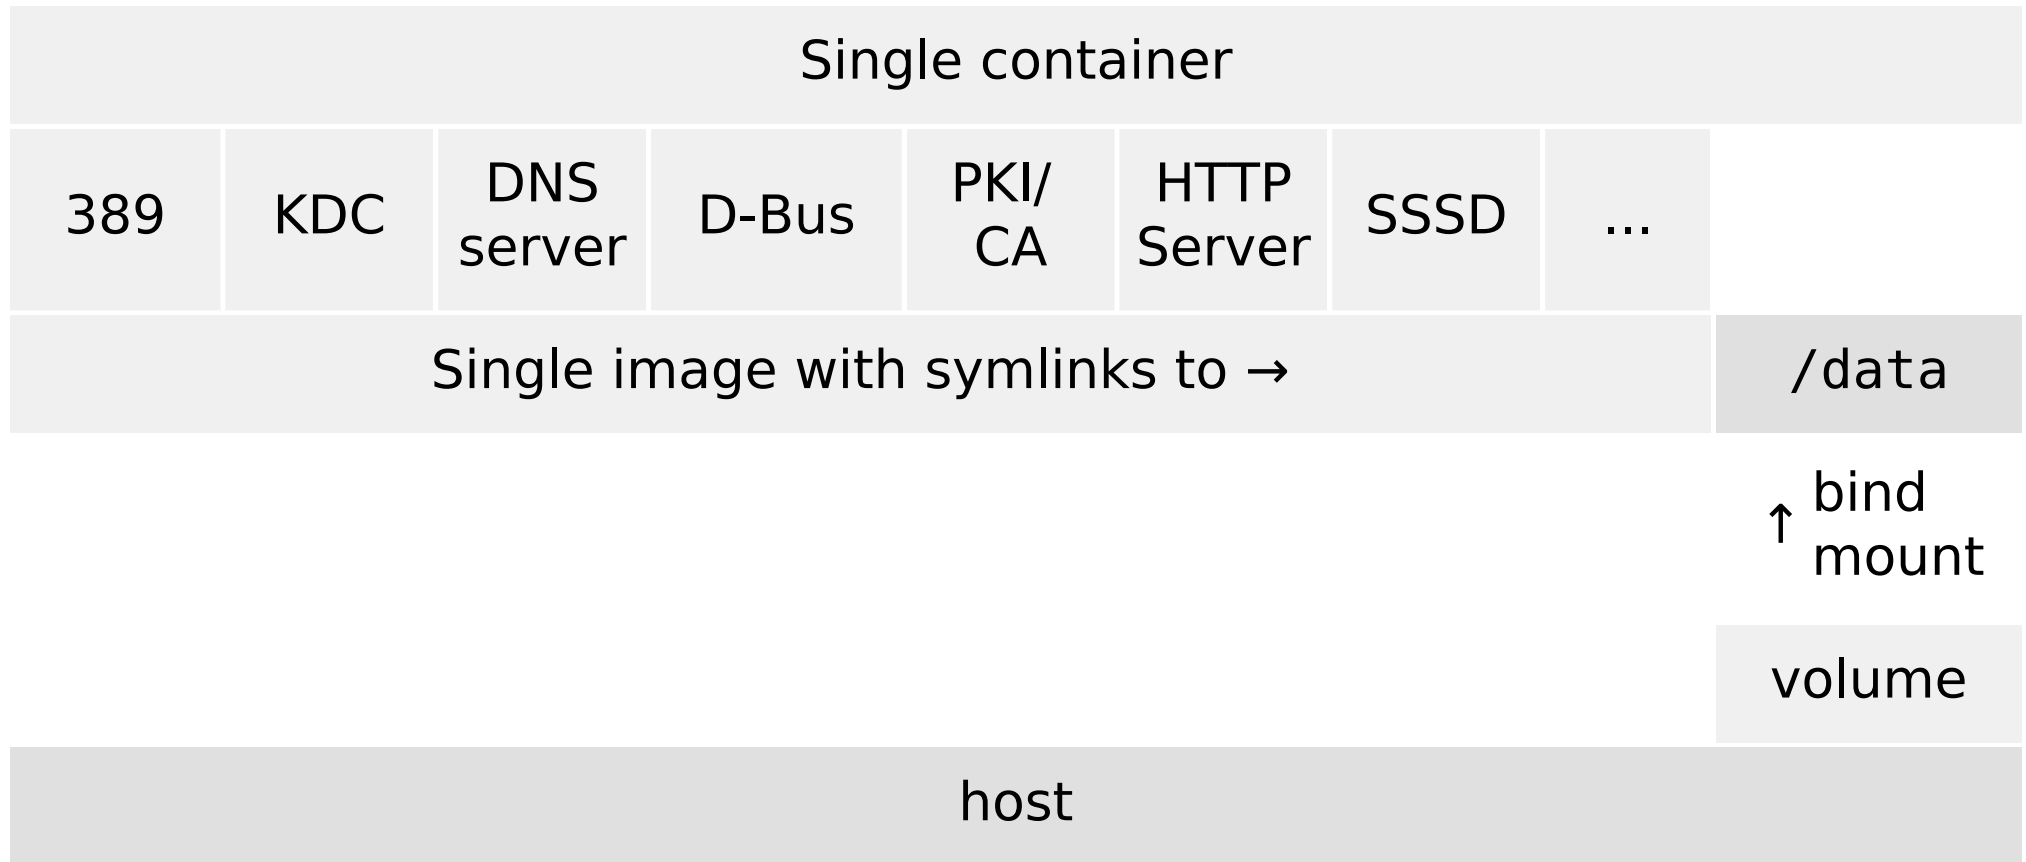 Single container
389
KDC
DNS
server
D-Bus
PKI/
CA
HTTP
Server
SSSD
...
Single image with symlinks to →
/data
↑ bind
mount
volume
host